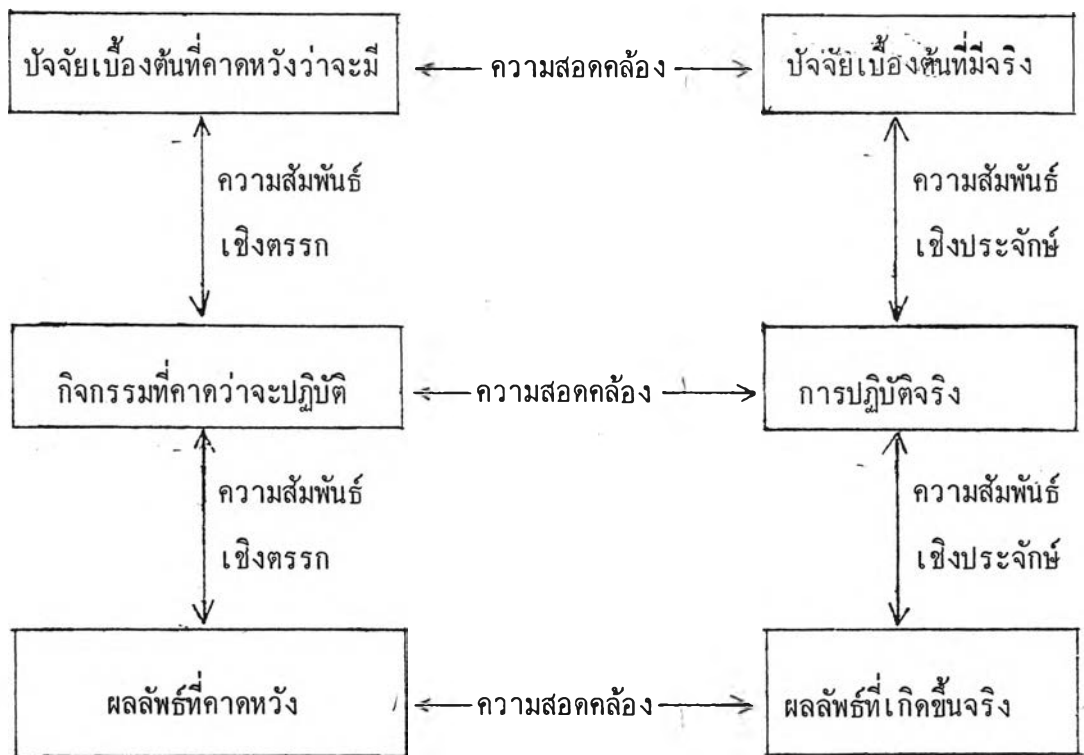 ปัจจัยเบื้องต้นที่คาดหวังว่าจะมี
ความสอดคล้อง
ปัจจัยเบื้องต้นที่มีจริง
ความสัมพันธ์
เชิงตรรก
ความสัมพันธ์
เชิงประจักษ์
กิจกรรมที่คาดว่าจะปฏิบัติ
ความสอดคล้อง
การปฏิบัติจริง
ความสัมพันธ์
เชิงตรรก
ความสัมพันธ์
เชิงประจักษ์
ผลลัพธ์ที่คาดหวัง
ความสอดคล้อง
ผลลัพธ์ที่เกิดขึ้นจริง